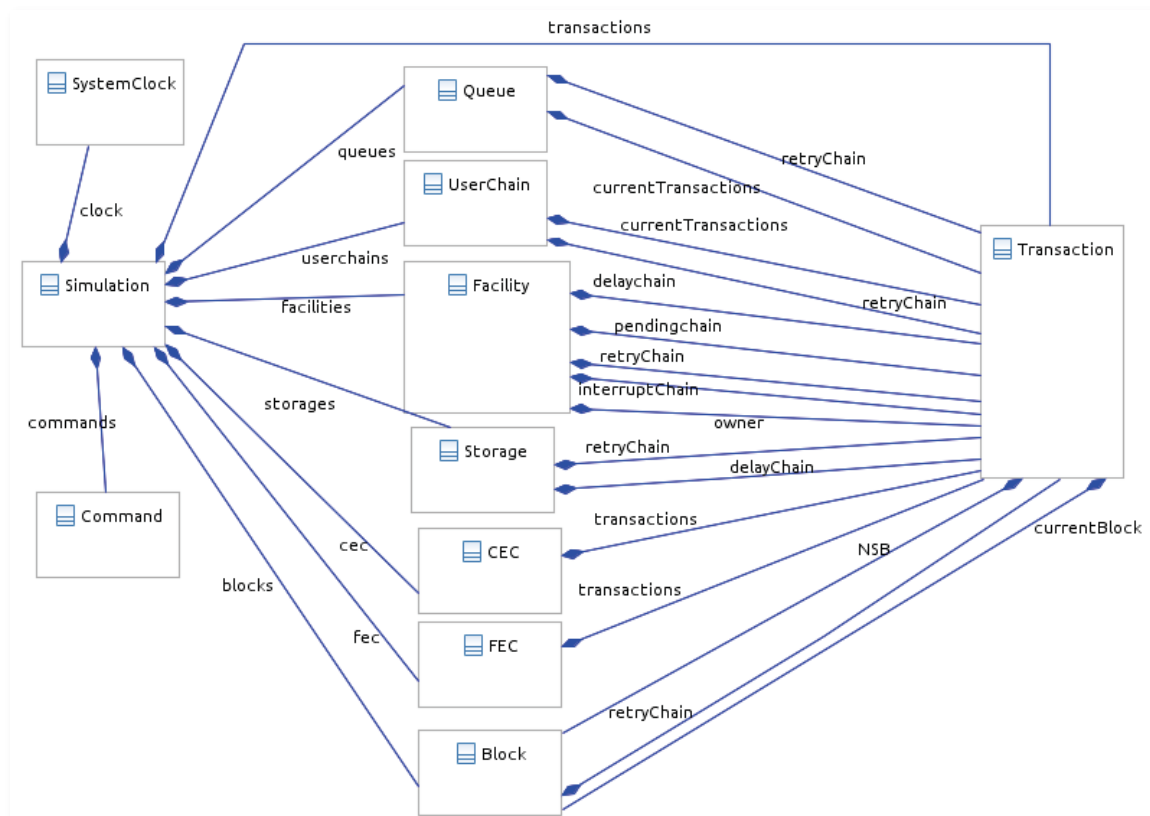 transactions
SystemClock
Queue
queues
retryChain
UserChain
currentTransactions
clock
currentTransactions
userchains
Transaction
Simulation
Facility
delaychain
facilities
retryChain
pendingchain
retryChain
interruptChain
storages
owner
commands
retryChain
Storage
delayChain
Command
transactions
currentBlock
cec
CEC
NSB
blocks
transactions
fec
FEC
retryChain
Block